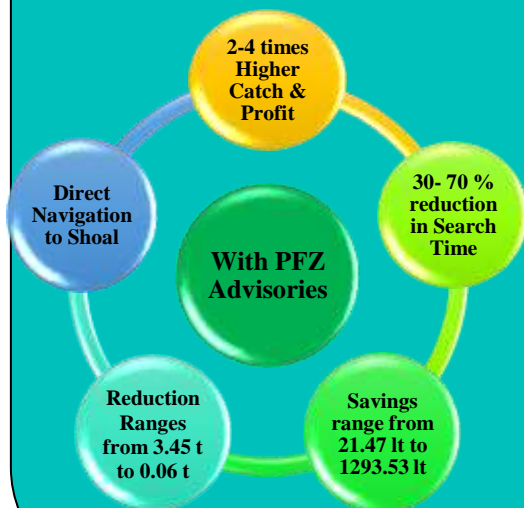 2-4 times
Higher
Catch &
Profit
30- 70 %
reduction
in Search
Time
Savings
range from
21.47 lt to
1293.53 lt
Reduction
Ranges
from 3.45 t
to 0.06 t
Direct
Navigation
to Shoal
With PFZ
Advisories